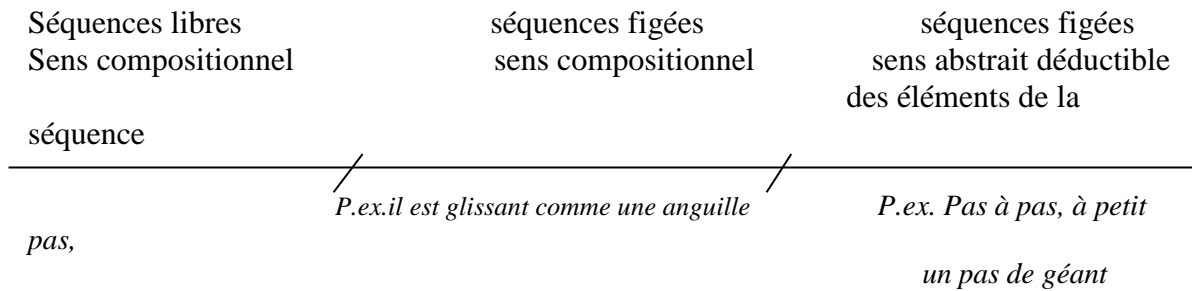 Séquences libres séquences figées séquences figées
Sens compositionnel sens compositionnel sens abstrait déductible
des éléments de la
séquence
P.ex.il est glissant comme une anguille P.ex. Pas à pas, à petit
pas,
un pas de géant